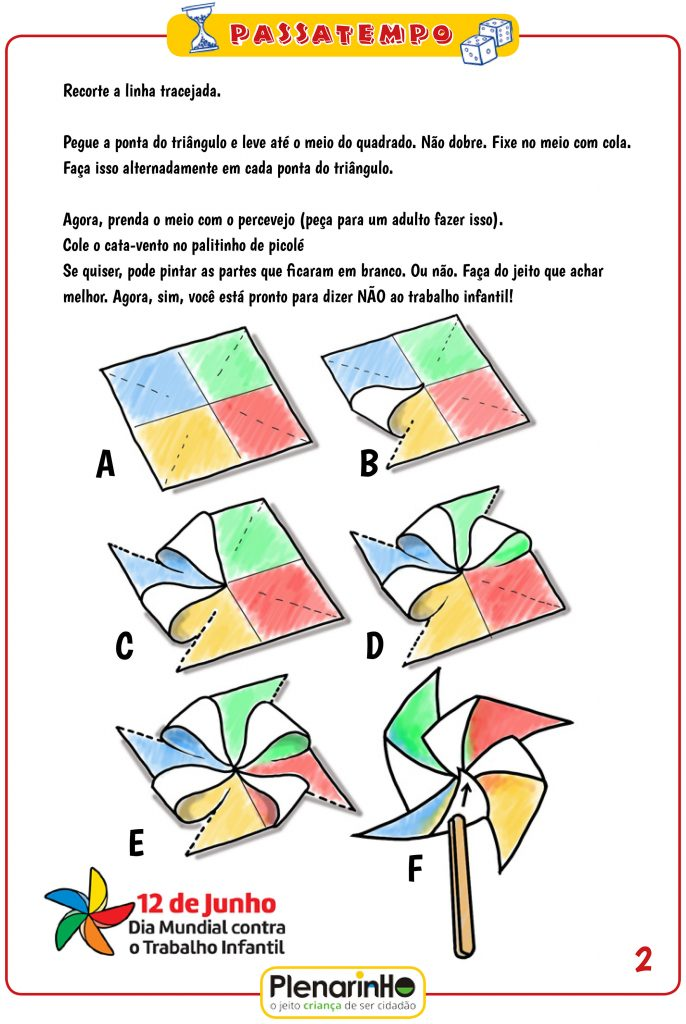 PASSATEMPO
Recorte a linha tracejada.
Pegue a ponta do triângulo e leve até o meio do quadrado. Não dobre. Fixe no meio com cola.
Faça isso alternadamente em cada ponta do triângulo.
Agora, prenda o meio com o percevejo (peça para um adulto fazer isso).
Cole o cata-vento no palitinho de picolé
Se quiser, pode pintar as partes que ficaram em branco. Ou não. Faça do jeito que achar
melhor. Agora, sim, você está pronto para dizer NÃO ao trabalho infantil!
A
B
C
D
E
F
12 de Junho
Dia Mundial contra
o Trabalho Infantil
2
Plenarinho
o jeito criança de ser cidadão